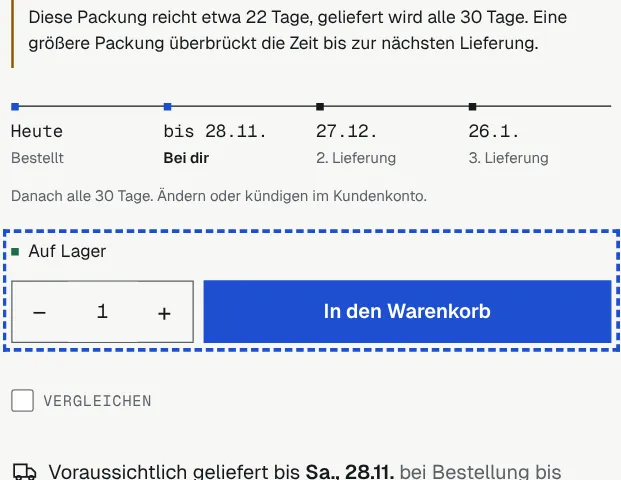 Diese Packung reicht etwa 22 Tage, geliefert wird alle 30 Tage. Eine
größere Packung überbrückt die Zeit bis zur nächsten Lieferung.
Heute bis 28.11. 27.12. 26.1.
Bestellt Bei dir 2. Lieferung 3. Lieferung
Danach alle 30 Tage. Ändern oder kündigen im Kundenkonto.
Auf Lager
− 1 + In den Warenkorb
VERGLEICHEN
Voraussichtlich geliefert bis Sa., 28.11. bei Bestellung bis